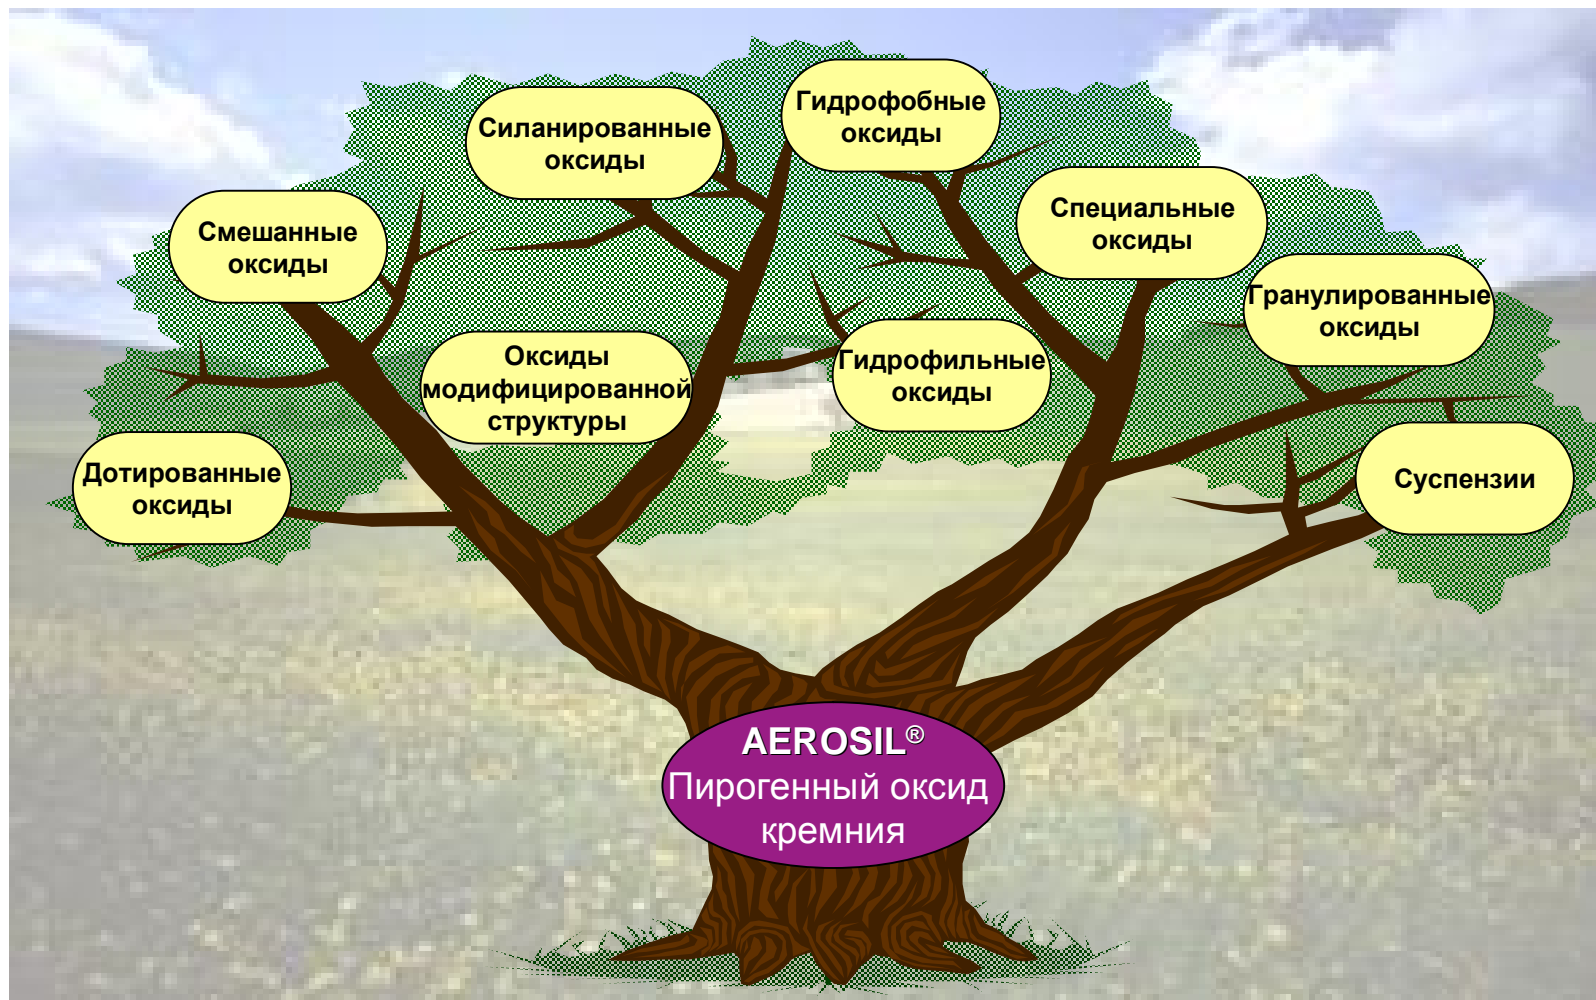 Гидрофобные
оксиды
Силанированные
оксиды
Специальные
оксиды
Смешанные
оксиды
Гранулированные
оксиды
Оксиды
модифицированной
структуры
Гидрофильные
оксиды
Дотированные
оксиды
Суспензии
AEROSIL®
Пирогенный оксид
кремния